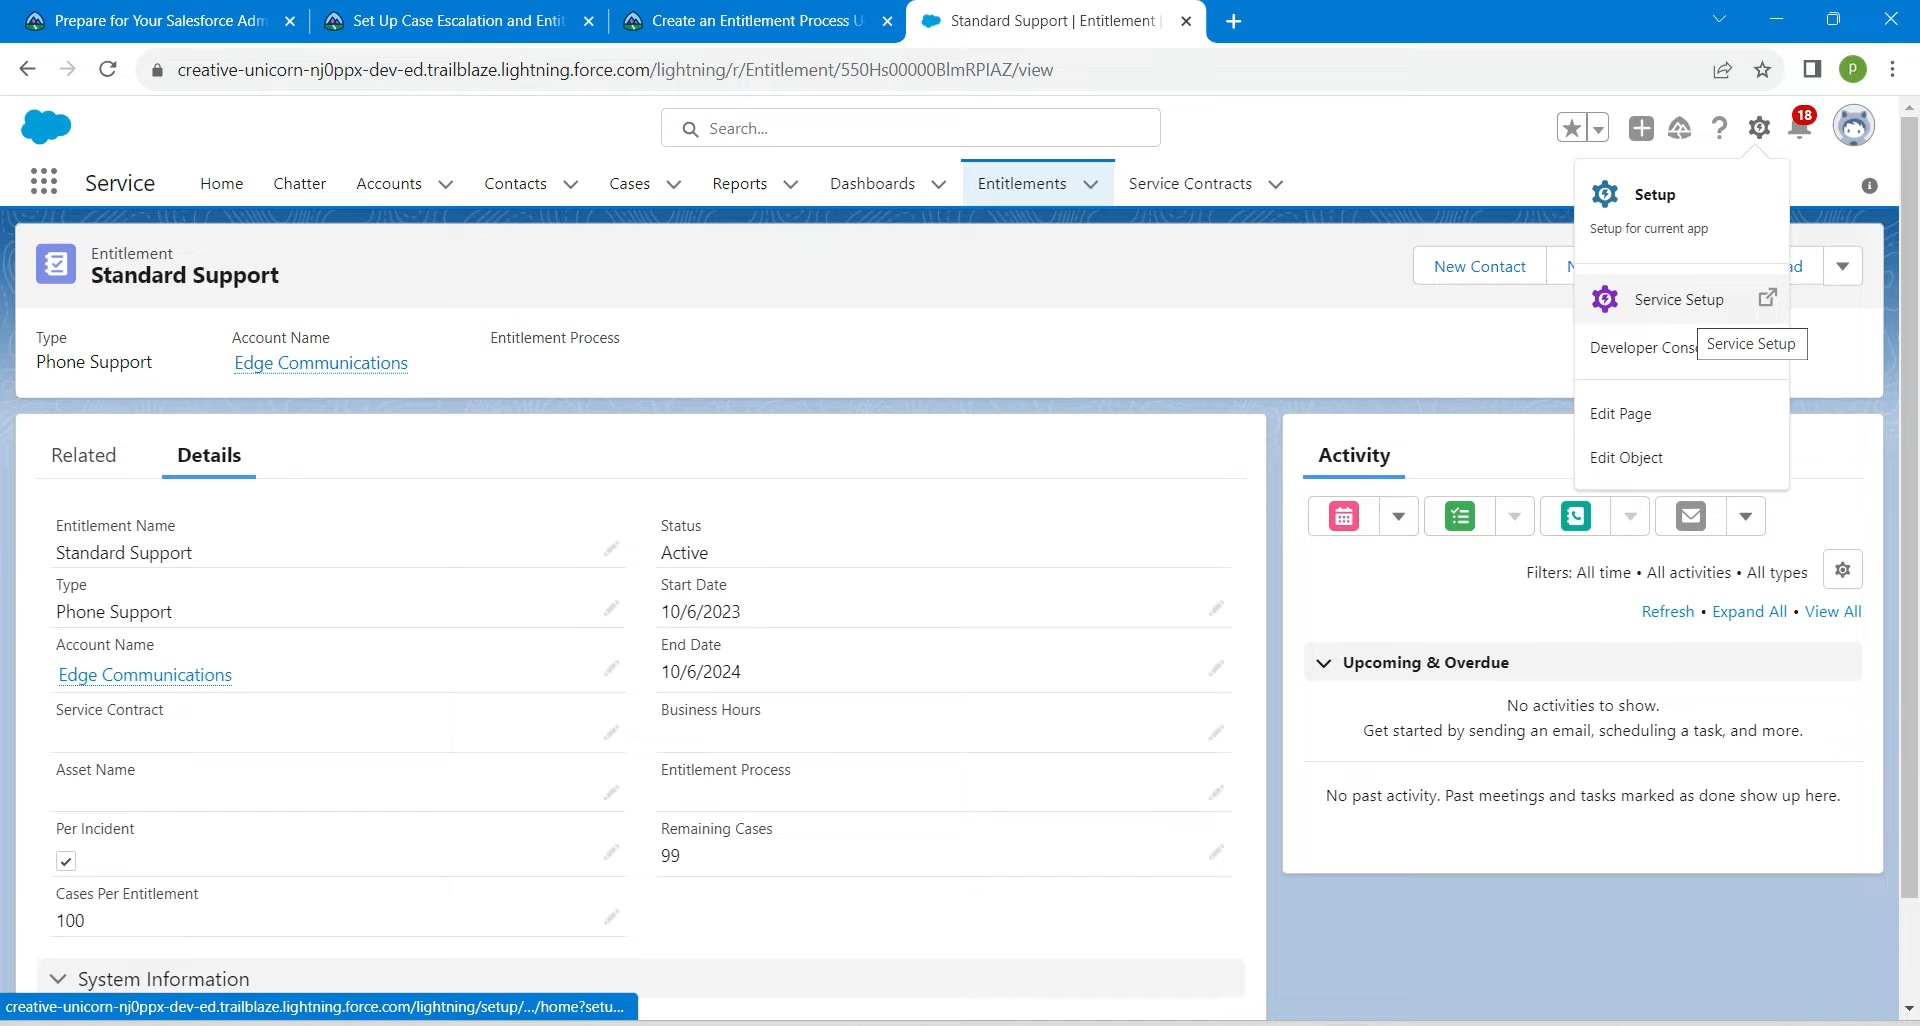 Prepare for Your Salesforce Adm
Set Up Case Escalation and Entit
Create an Entitlement Process U
Standard Support | Entitlement |
creative-unicorn-nj0ppx-dev-ed.trailblaze.lightning.force.com/lightning/r/Entitlement/550Hs00000BlmRPIAZ/view
P
Search...
18
Service
Home
Chatter
Accounts
Contacts
Cases
Reports
Dashboards
Entitlements
Service Contracts
Setup
Setup for current app
Service Setup
Developer Cons
Service Setup
Edit Page
Edit Object
Entitlement
Standard Support
New Contact
N
ad
Type
Phone Support
Account Name
Edge Communications
Entitlement Process
Related
Details
Entitlement Name
Standard Support
Status
Active
Type
Phone Support
Start Date
10/6/2023
Account Name
Edge Communications
End Date
10/6/2024
Service Contract
Business Hours
Asset Name
Entitlement Process
Per Incident
Remaining Cases
99
Cases Per Entitlement
100
System Information
Activity
Filters: All time • All activities • All types
Refresh • Expand All • View All
Upcoming & Overdue
No activities to show.
Get started by sending an email, scheduling a task, and more.
No past activity. Past meetings and tasks marked as done show up here.
creative-unicorn-nj0ppx-dev-ed.trailblaze.lightning.force.com/lightning/setup/.../home?setu...